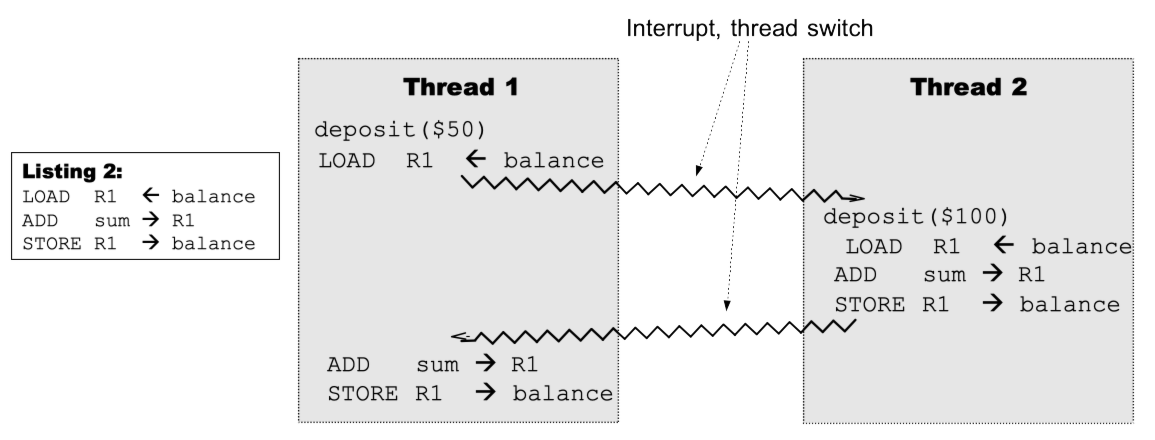 Interrupt, thread switch
Listing 2:
LOAD R1 ← balance
ADD sum → R1
STORE R1 → balance
Thread 1
deposit($50)
LOAD R1 ← balance
Thread 2
deposit($100)
LOAD R1 ← balance
ADD sum → R1
STORE R1 → balance
ADD sum → R1
STORE R1 → balance